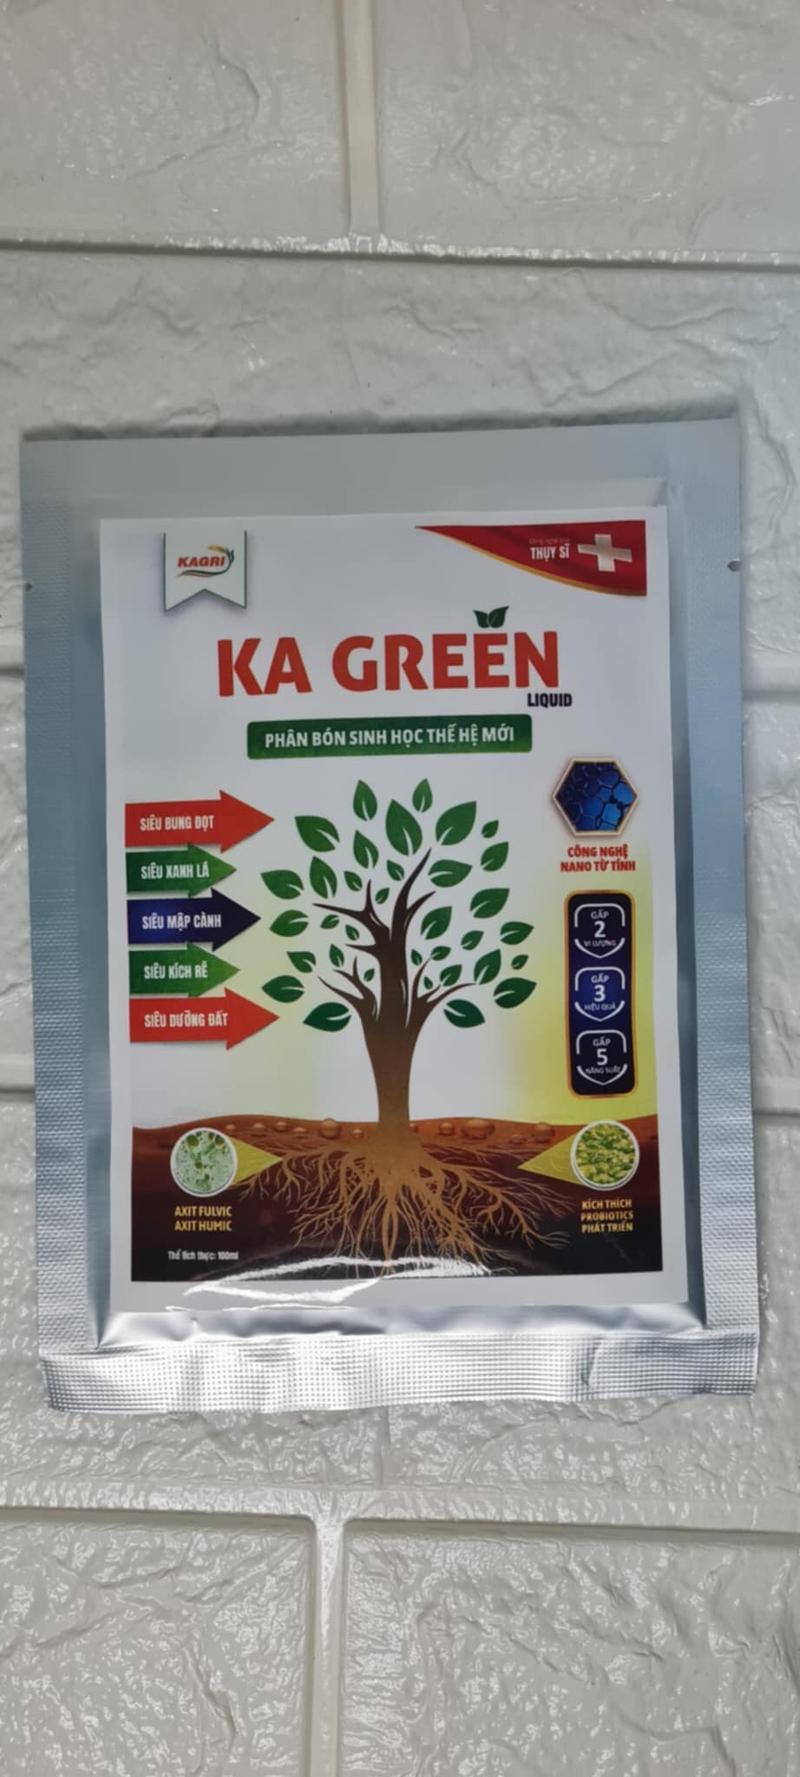 KAGRI
Công nghệ của
THỤY SĨ
KA GREEN
LIQUID
PHÂN BÓN SINH HỌC THẾ HỆ MỚI
SIÊU BUNG ĐỌT
SIÊU XANH LÁ
SIÊU MẬP CÀNH
SIÊU KÍCH RỄ
SIÊU DƯỠNG ĐẤT
CÔNG NGHỆ
NANO TỪ TÍNH
GẤP
2
VI LƯỢNG
GẤP
3
HIỆU QUẢ
GẤP
5
NĂNG SUẤT
AXIT FULVIC
AXIT HUMIC
KÍCH THÍCH
PROBIOTICS
PHÁT TRIỂN
Thể tích thực: 100ml